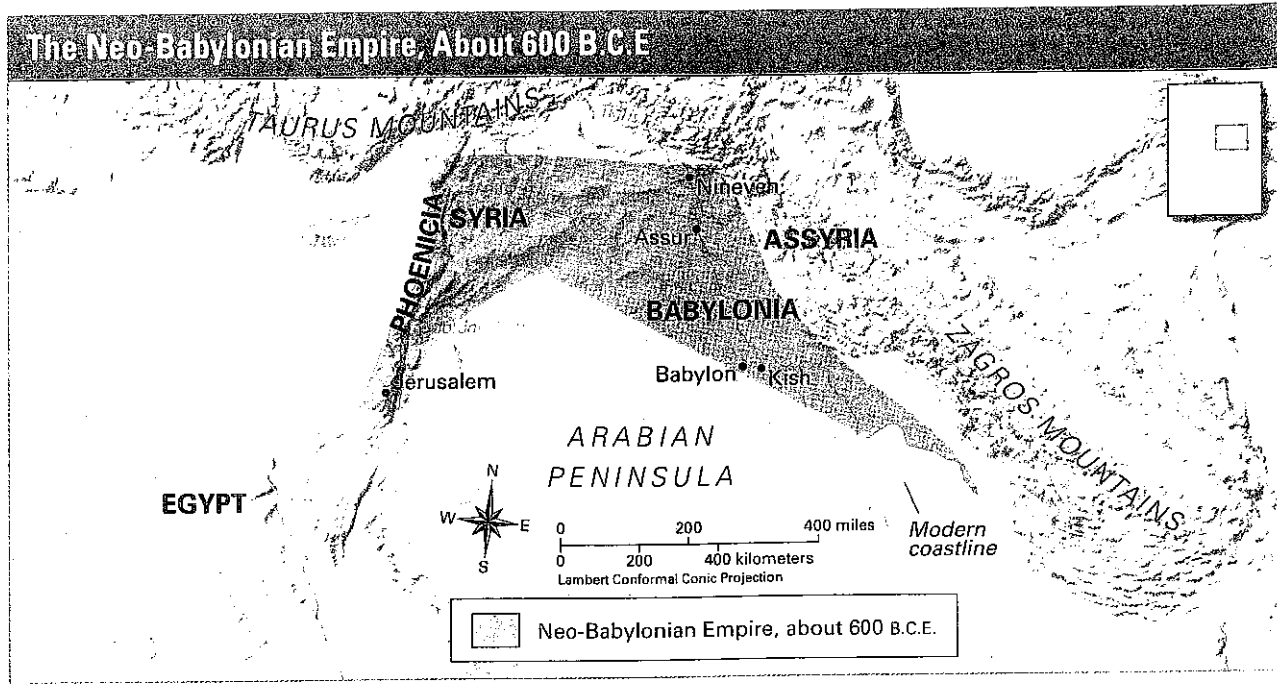 The Neo-Babylonian Empire, About 600 B.C.E
TAURUS MOUNTAINS
Nineveh
SYRIA
PHOENICIA
Assur
ASSYRIA
BABYLONIA
ZAGROS MOUNTAINS
Babylon
Kish
Jerusalem
ARABIAN
PENINSULA
EGYPT
N
W
E
S
0 200 400 miles
0 200 400 kilometers
Lambert Conformal Conic Projection
Modern
coastline
Neo-Babylonian Empire, about 600 B.C.E.